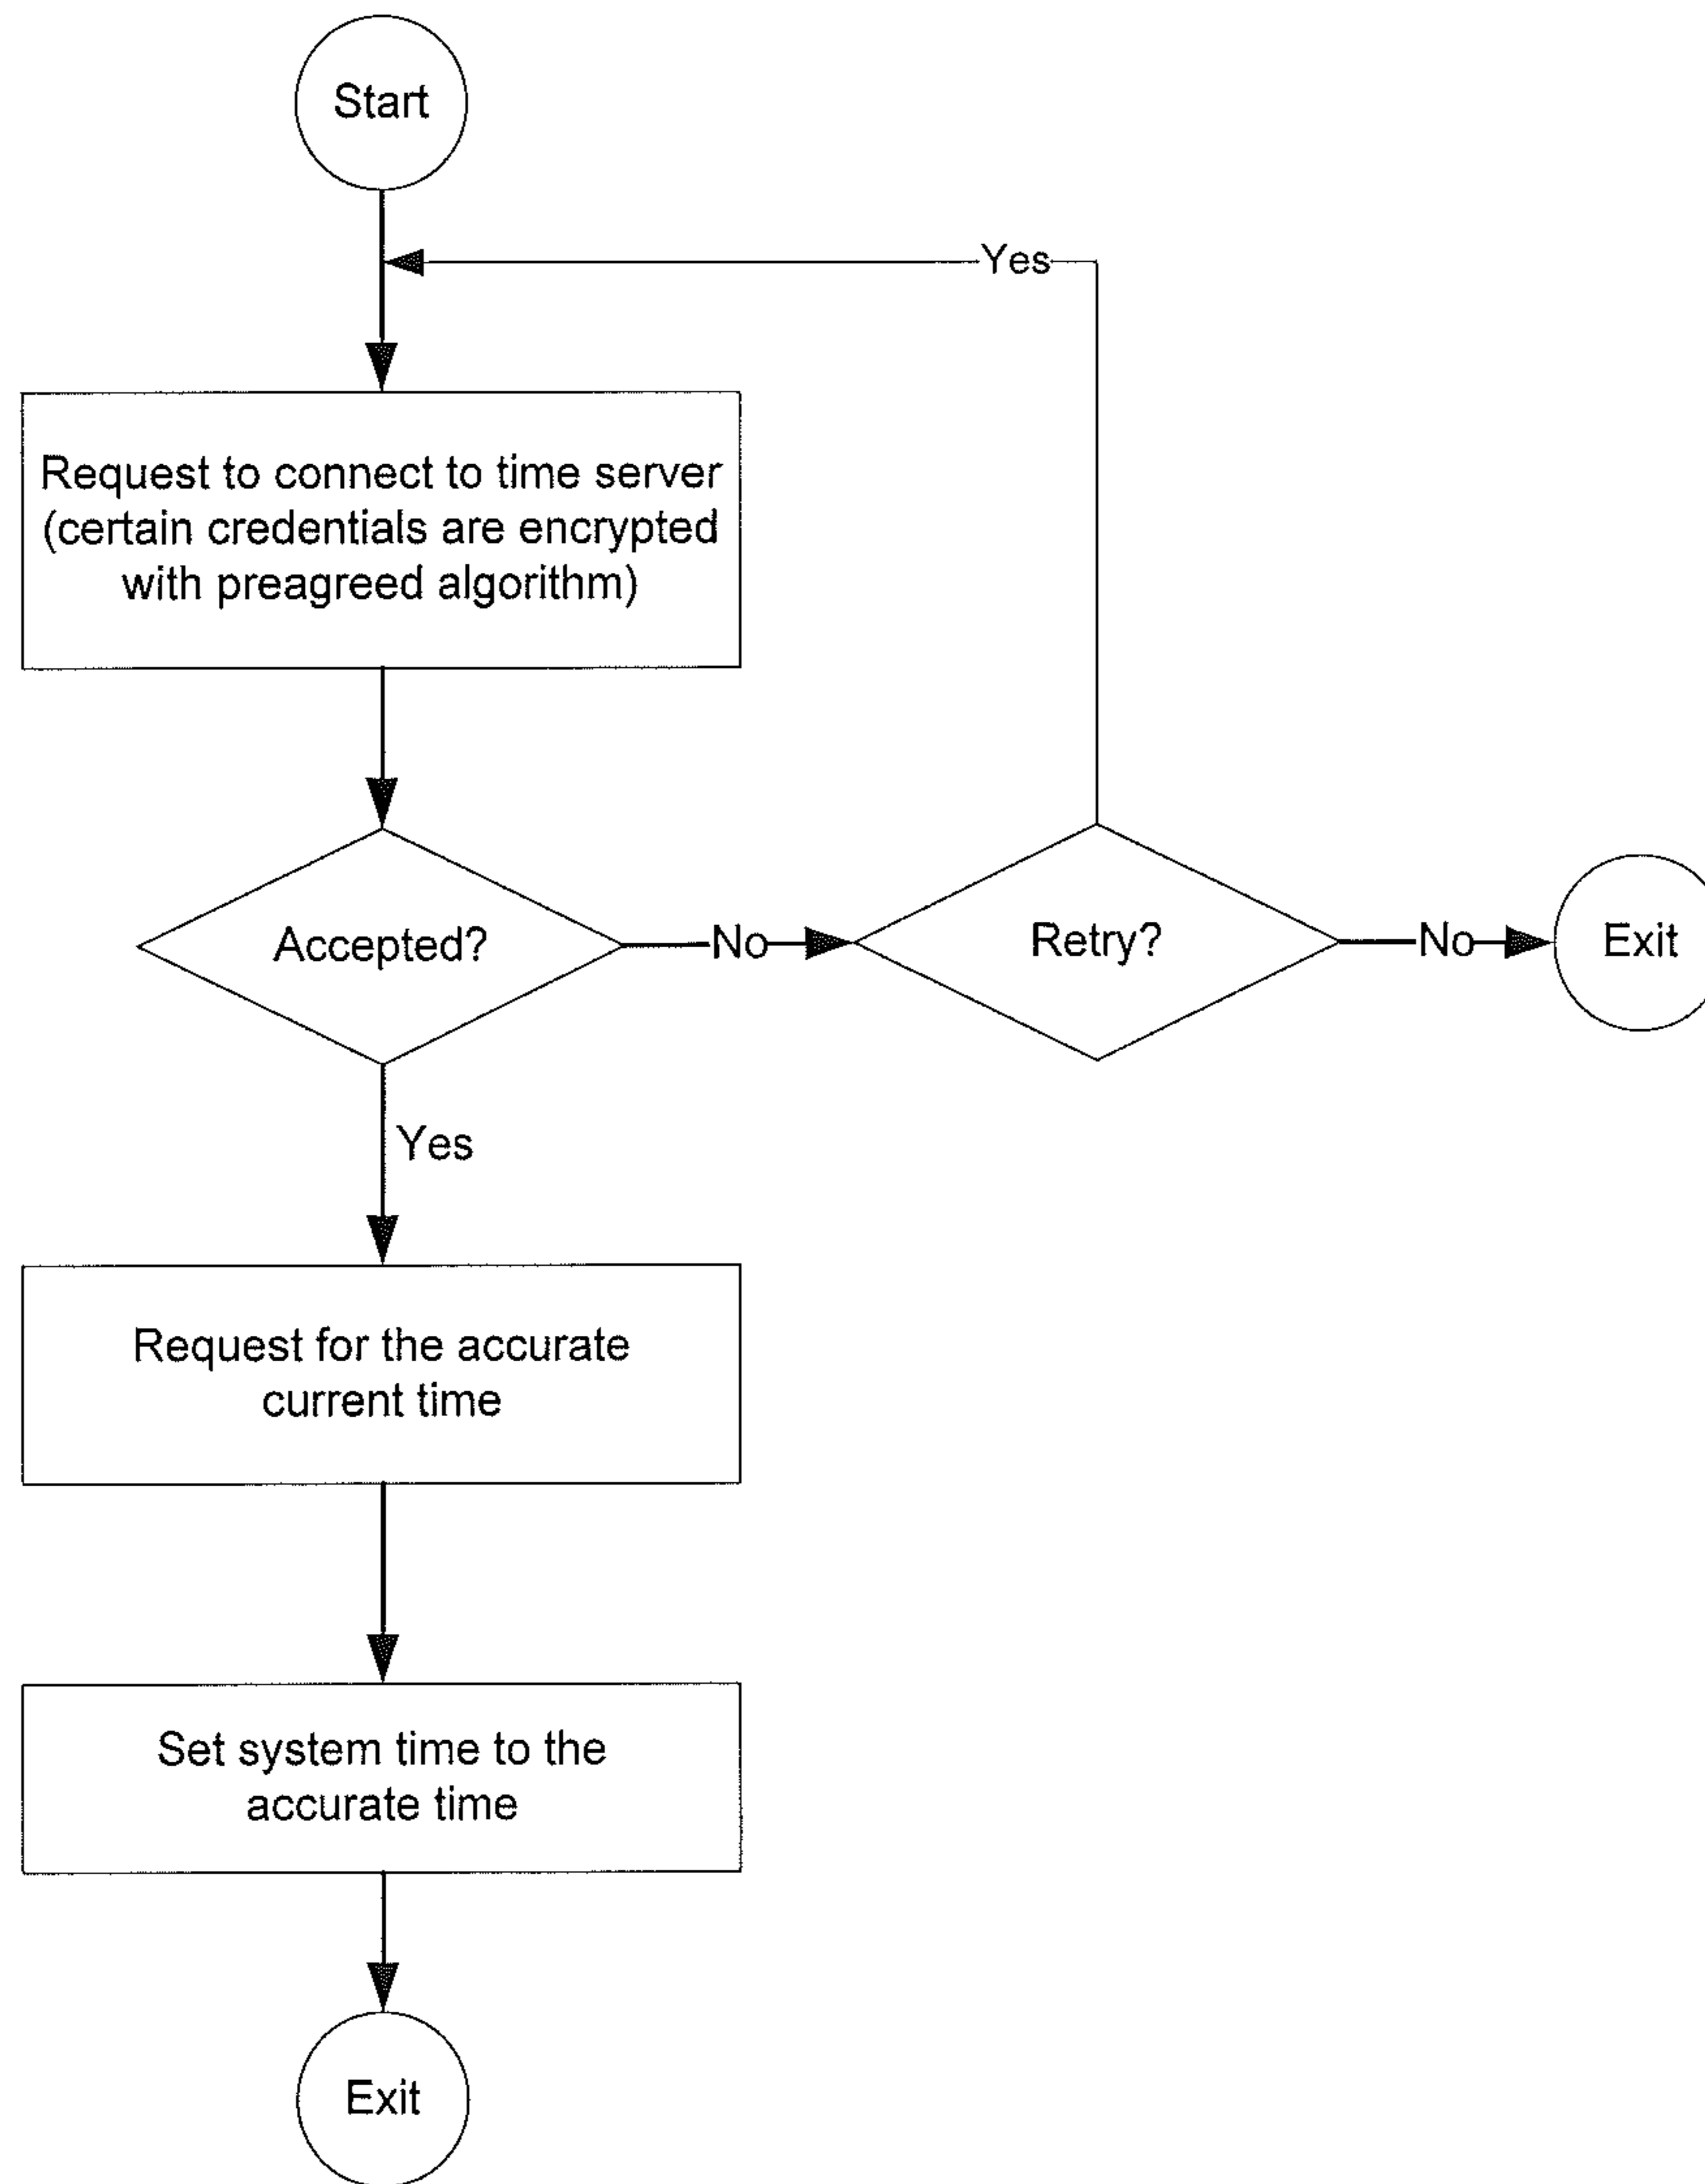 Start
Yes
Request to connect to time server
(certain credentials are encrypted
with preagreed algorithm)
Accepted?
No
Retry?
No
Exit
Yes
Request for the accurate
current time
Set system time to the
accurate time
Exit